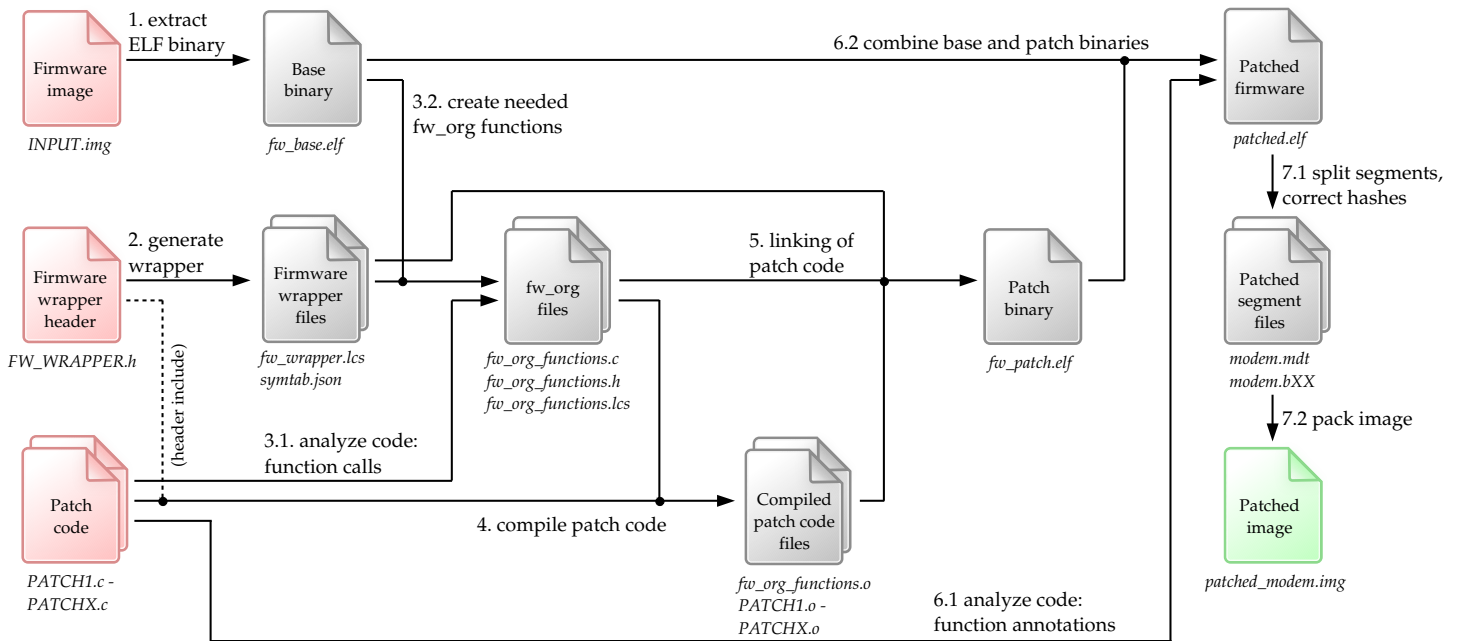 1. extract
ELF binary
Firmware
image
INPUT.img
Base
binary
fw_base.elf
3.2. create needed
fw_org functions
6.2 combine base and patch binaries
Patched
firmware
patched.elf
7.1 split segments,
correct hashes
2. generate
wrapper
Firmware
wrapper
header
FW_WRAPPER.h
Firmware
wrapper
files
fw_wrapper.lcs
symtab.json
fw_org
files
fw_org_functions.c
fw_org_functions.h
fw_org_functions.lcs
5. linking of
patch code
Patch
binary
fw_patch.elf
Patched
segment
files
modem.mdt
modem.bXX
(header include)
3.1. analyze code:
function calls
7.2 pack image
Patch
code
PATCH1.c -
PATCHX.c
4. compile patch code
Compiled
patch code
files
fw_org_functions.o
PATCH1.o -
PATCHX.o
6.1 analyze code:
function annotations
Patched
image
patched_modem.img